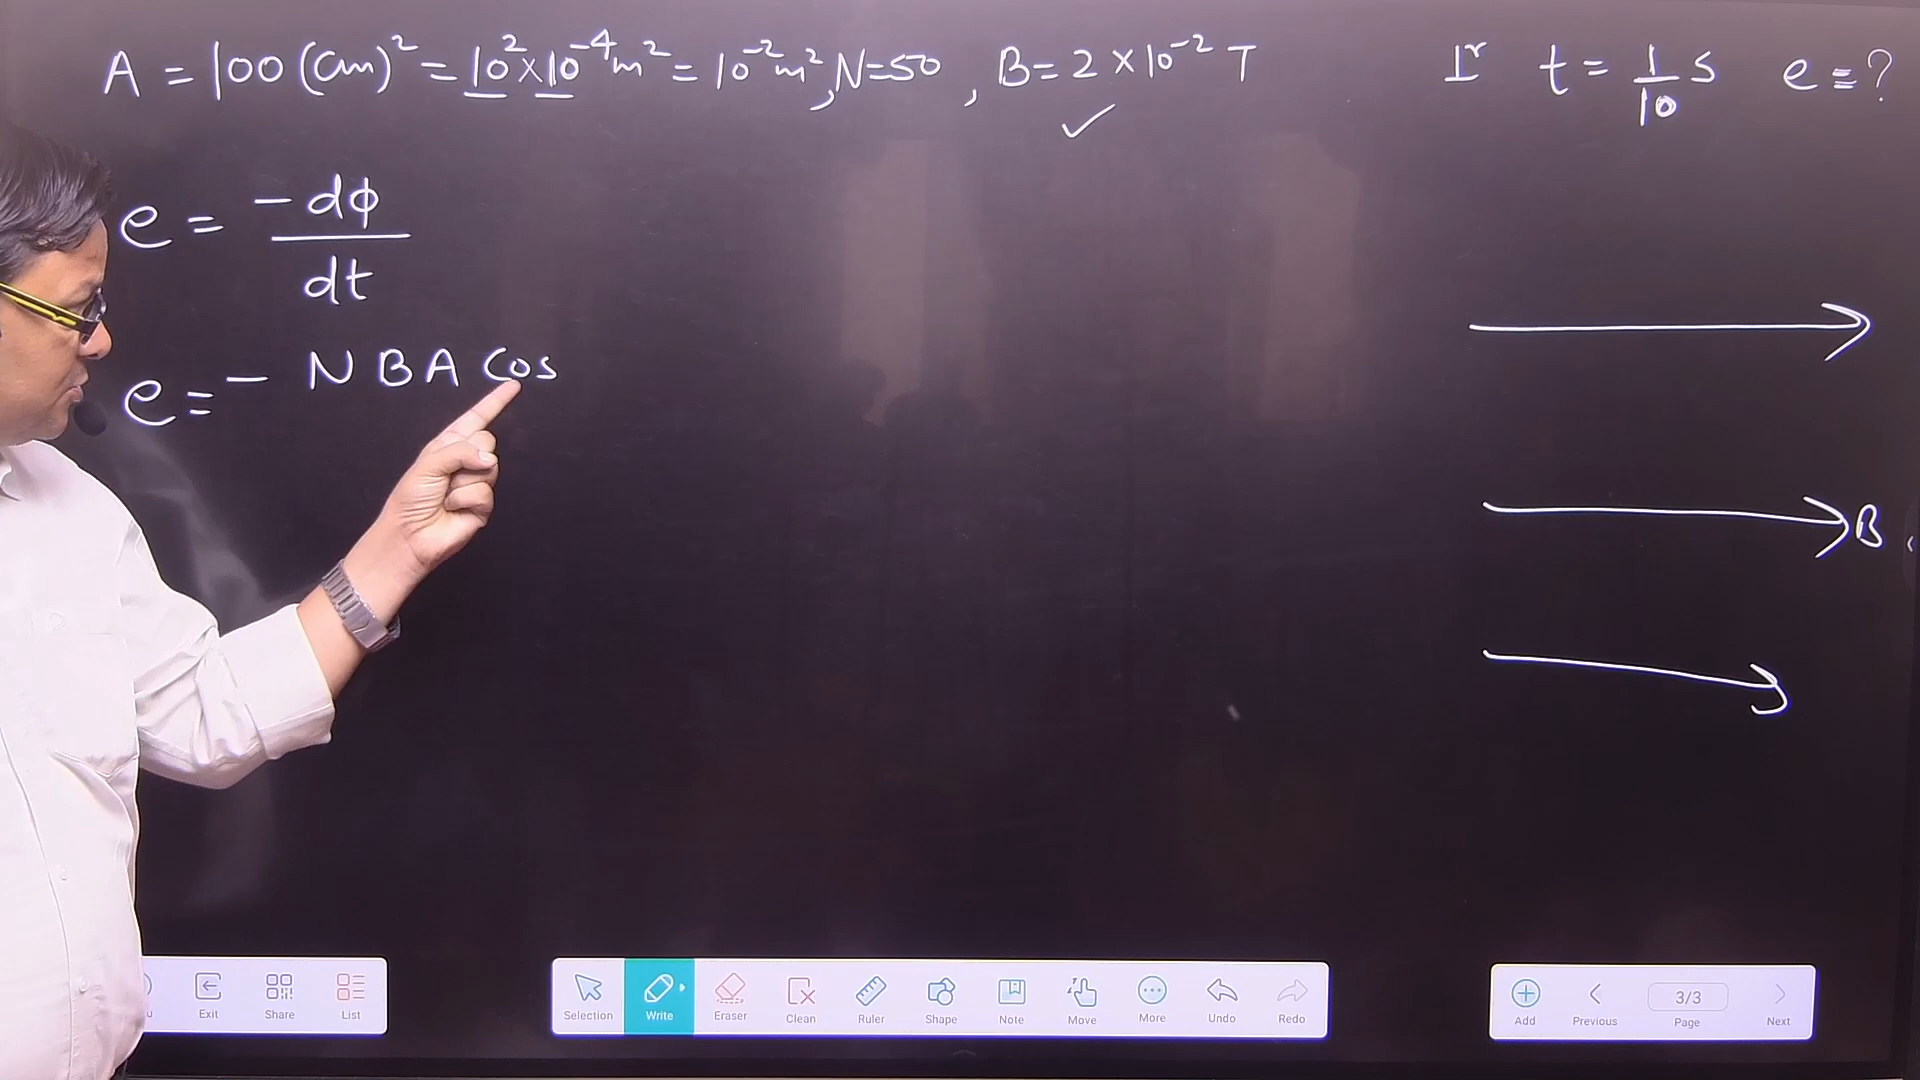 A = 100 (Cm)² = 10² × 10⁻⁴ m² = 10⁻² m², N=50, B = 2 × 10⁻² T t = 1/10 s e = ?
e = -dφ/dt
e = - N B A Cos
B
Exit Share List
Selection Write Eraser Clean Ruler Shape Note Move More Undo Redo
Add Previous 3/3 Page Next